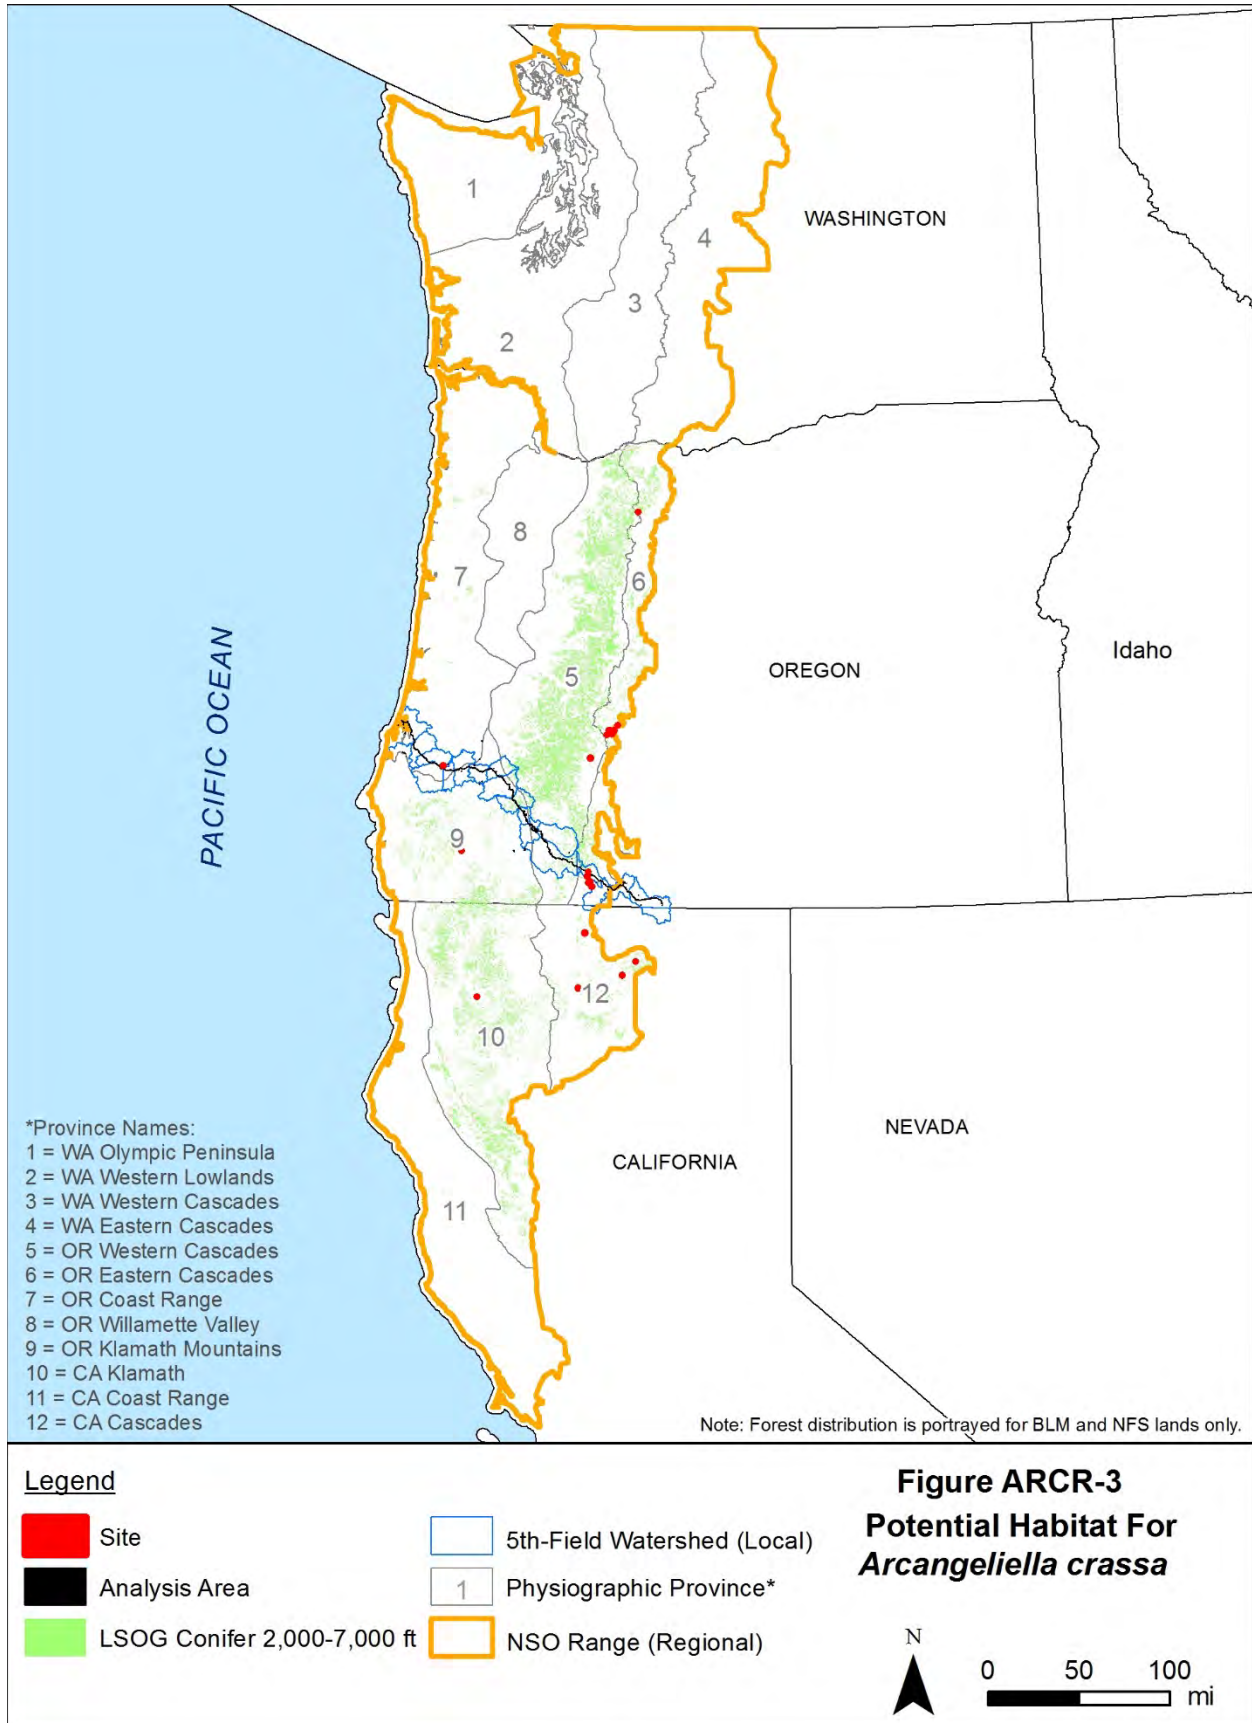 1
WASHINGTON
4
3
2
8
7
6
5
OREGON
Idaho
PACIFIC OCEAN
9
12
10
NEVADA
CALIFORNIA
11
*Province Names:
1 = WA Olympic Peninsula
2 = WA Western Lowlands
3 = WA Western Cascades
4 = WA Eastern Cascades
5 = OR Western Cascades
6 = OR Eastern Cascades
7 = OR Coast Range
8 = OR Willamette Valley
9 = OR Klamath Mountains
10 = CA Klamath
11 = CA Coast Range
12 = CA Cascades
Note: Forest distribution is portrayed for BLM and NFS lands only.
Legend
Site
Analysis Area
LSOG Conifer 2,000-7,000 ft
5th-Field Watershed (Local)
1 Physiographic Province*
NSO Range (Regional)
Figure ARCR-3
Potential Habitat For
Arcangeliella crassa
N
0 50 100
mi